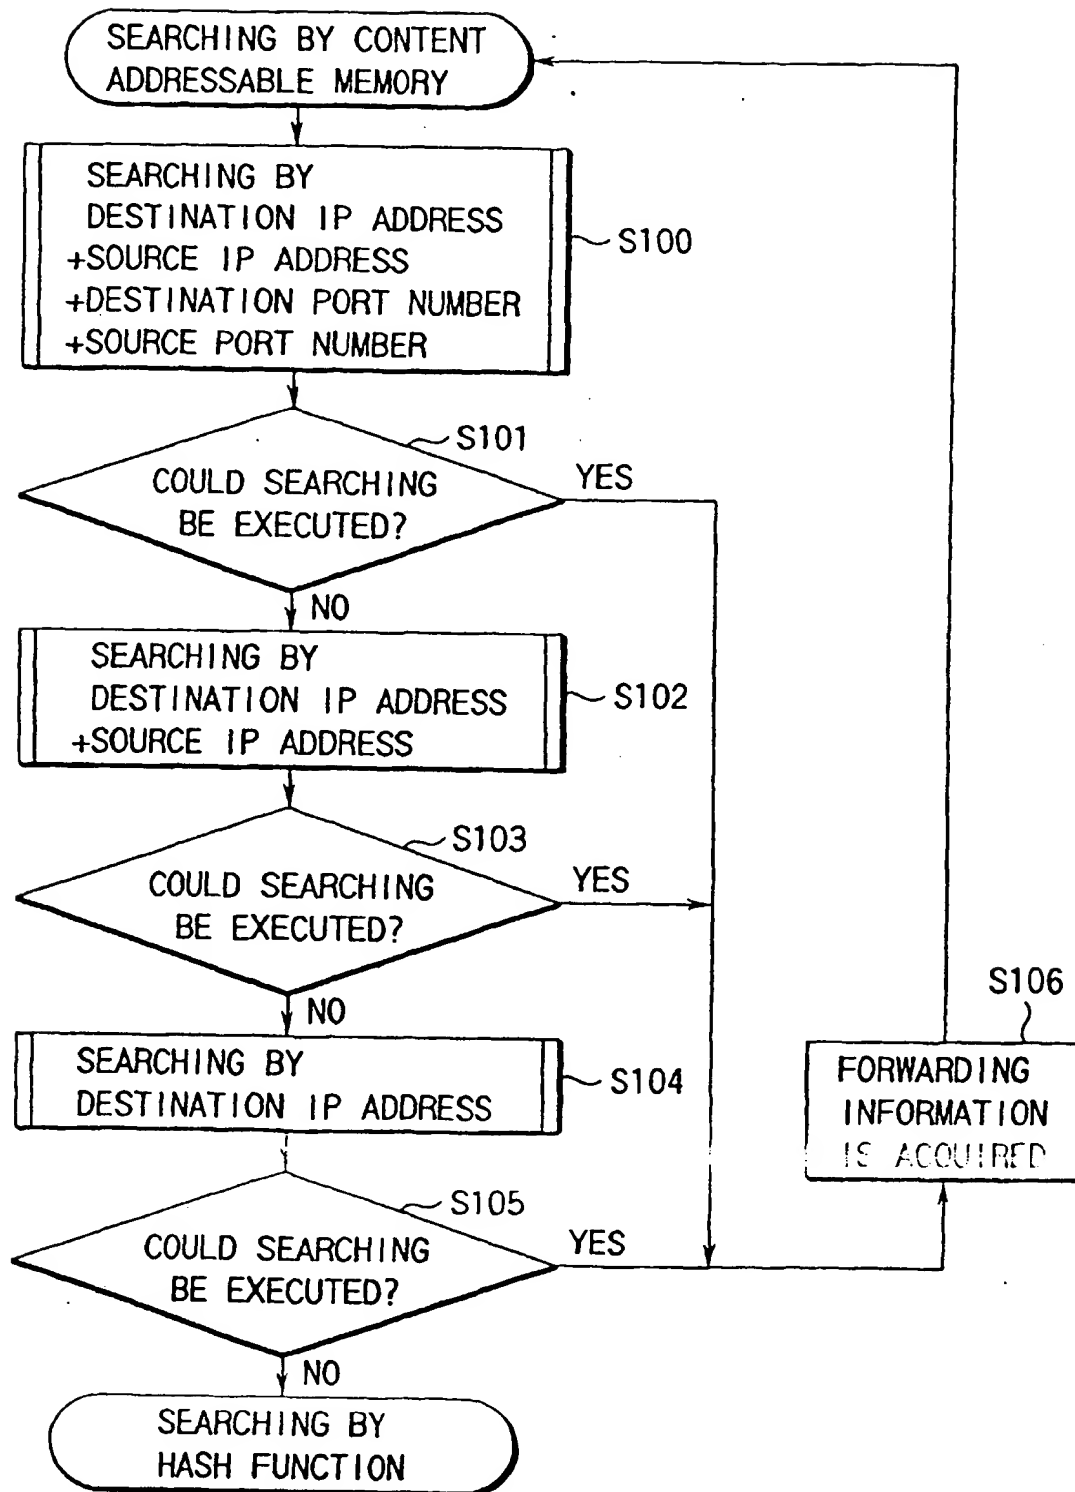 SEARCHING BY CONTENT
ADDRESSABLE MEMORY
SEARCHING BY
DESTINATION IP ADDRESS
+SOURCE IP ADDRESS
+DESTINATION PORT NUMBER
+SOURCE PORT NUMBER
S100
S101
COULD SEARCHING
BE EXECUTED?
YES
NO
SEARCHING BY
DESTINATION IP ADDRESS
+SOURCE IP ADDRESS
S102
S103
COULD SEARCHING
BE EXECUTED?
YES
NO
SEARCHING BY
DESTINATION IP ADDRESS
S104
S106
FORWARDING
INFORMATION
IS ACQUIRED
S105
COULD SEARCHING
BE EXECUTED?
YES
NO
SEARCHING BY
HASH FUNCTION